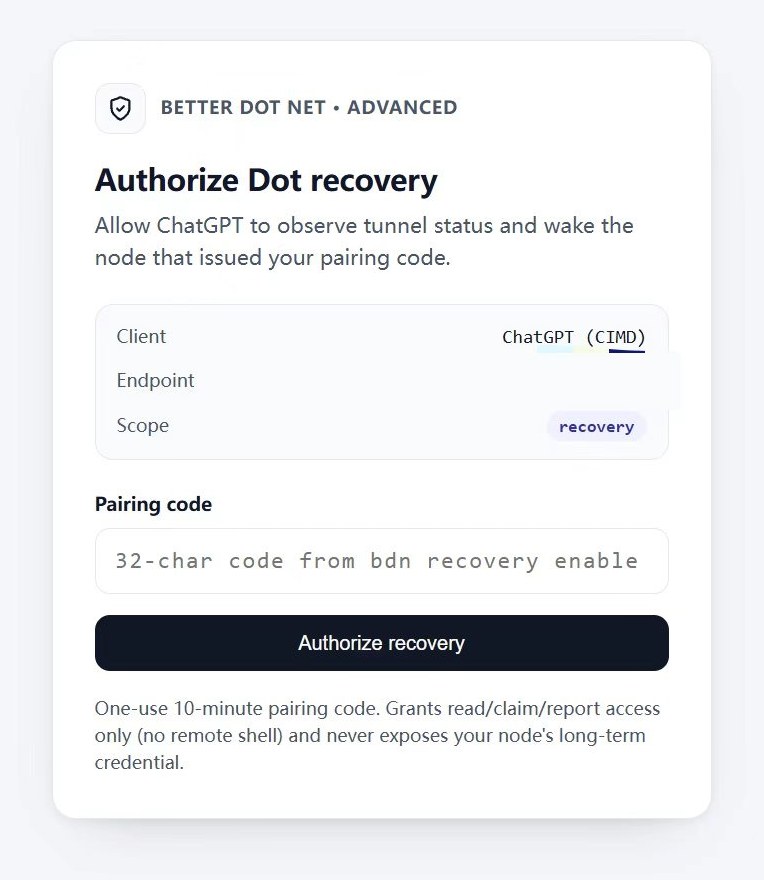 BETTER DOT NET • ADVANCED
Authorize Dot recovery
Allow ChatGPT to observe tunnel status and wake the
node that issued your pairing code.
Client ChatGPT (CIMD)
Endpoint
Scope recovery
Pairing code
32-char code from bdn recovery enable
Authorize recovery
One-use 10-minute pairing code. Grants read/claim/report access
only (no remote shell) and never exposes your node's long-term
credential.